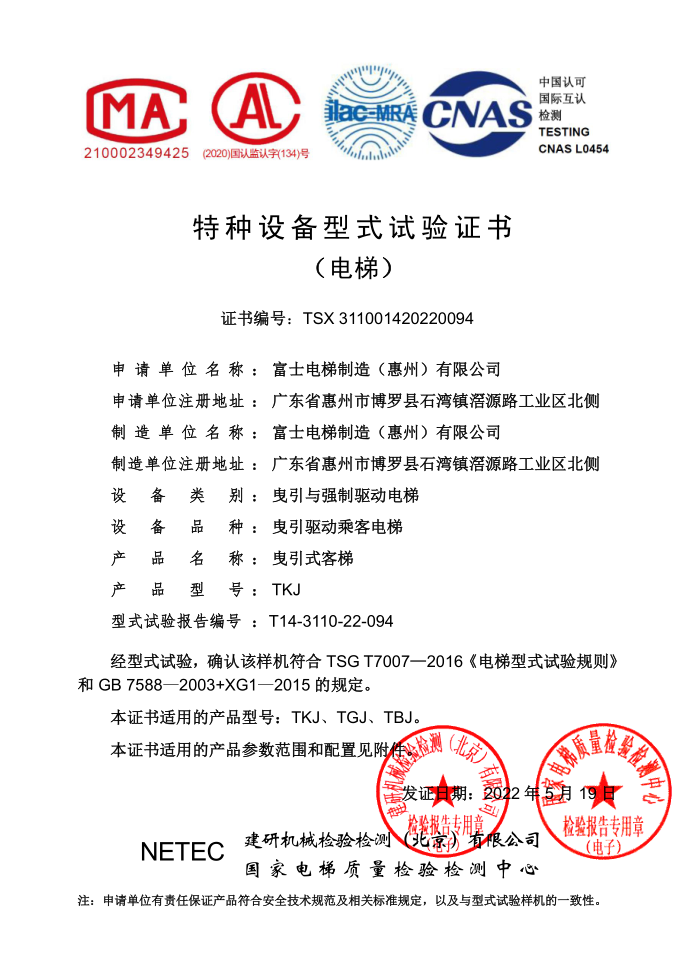 MA
210002349425
AL
(2020)国认监认字(134)号
ilac-MRA
CNAS
中国认可
国际互认
检测
TESTING
CNAS L0454
特种设备型式试验证书
（电梯）
证书编号：TSX 311001420220094
申请单位名称：富士电梯制造（惠州）有限公司
申请单位注册地址：广东省惠州市博罗县石湾镇滘源路工业区北侧
制造单位名称：富士电梯制造（惠州）有限公司
制造单位注册地址：广东省惠州市博罗县石湾镇滘源路工业区北侧
设备类别：曳引与强制驱动电梯
设备品种：曳引驱动乘客电梯
产品名称：曳引式客梯
产品型号：TKJ
型式试验报告编号：T14-3110-22-094
经型式试验，确认该样机符合 TSG T7007—2016《电梯型式试验规则》
和 GB 7588—2003+XG1—2015 的规定。
本证书适用的产品型号：TKJ、TGJ、TBJ。
本证书适用的产品参数范围和配置见附件。
发证日期：2022 年 5 月 19 日
建研机械检验检测（北京）有限公司
检验报告专用章
（电子）
国家电梯质量检验检测中心
检验报告专用章
（电子）
NETEC
建研机械检验检测（北京）有限公司
国家电梯质量检验检测中心
注：申请单位有责任保证产品符合安全技术规范及相关标准规定，以及与型式试验样机的一致性。